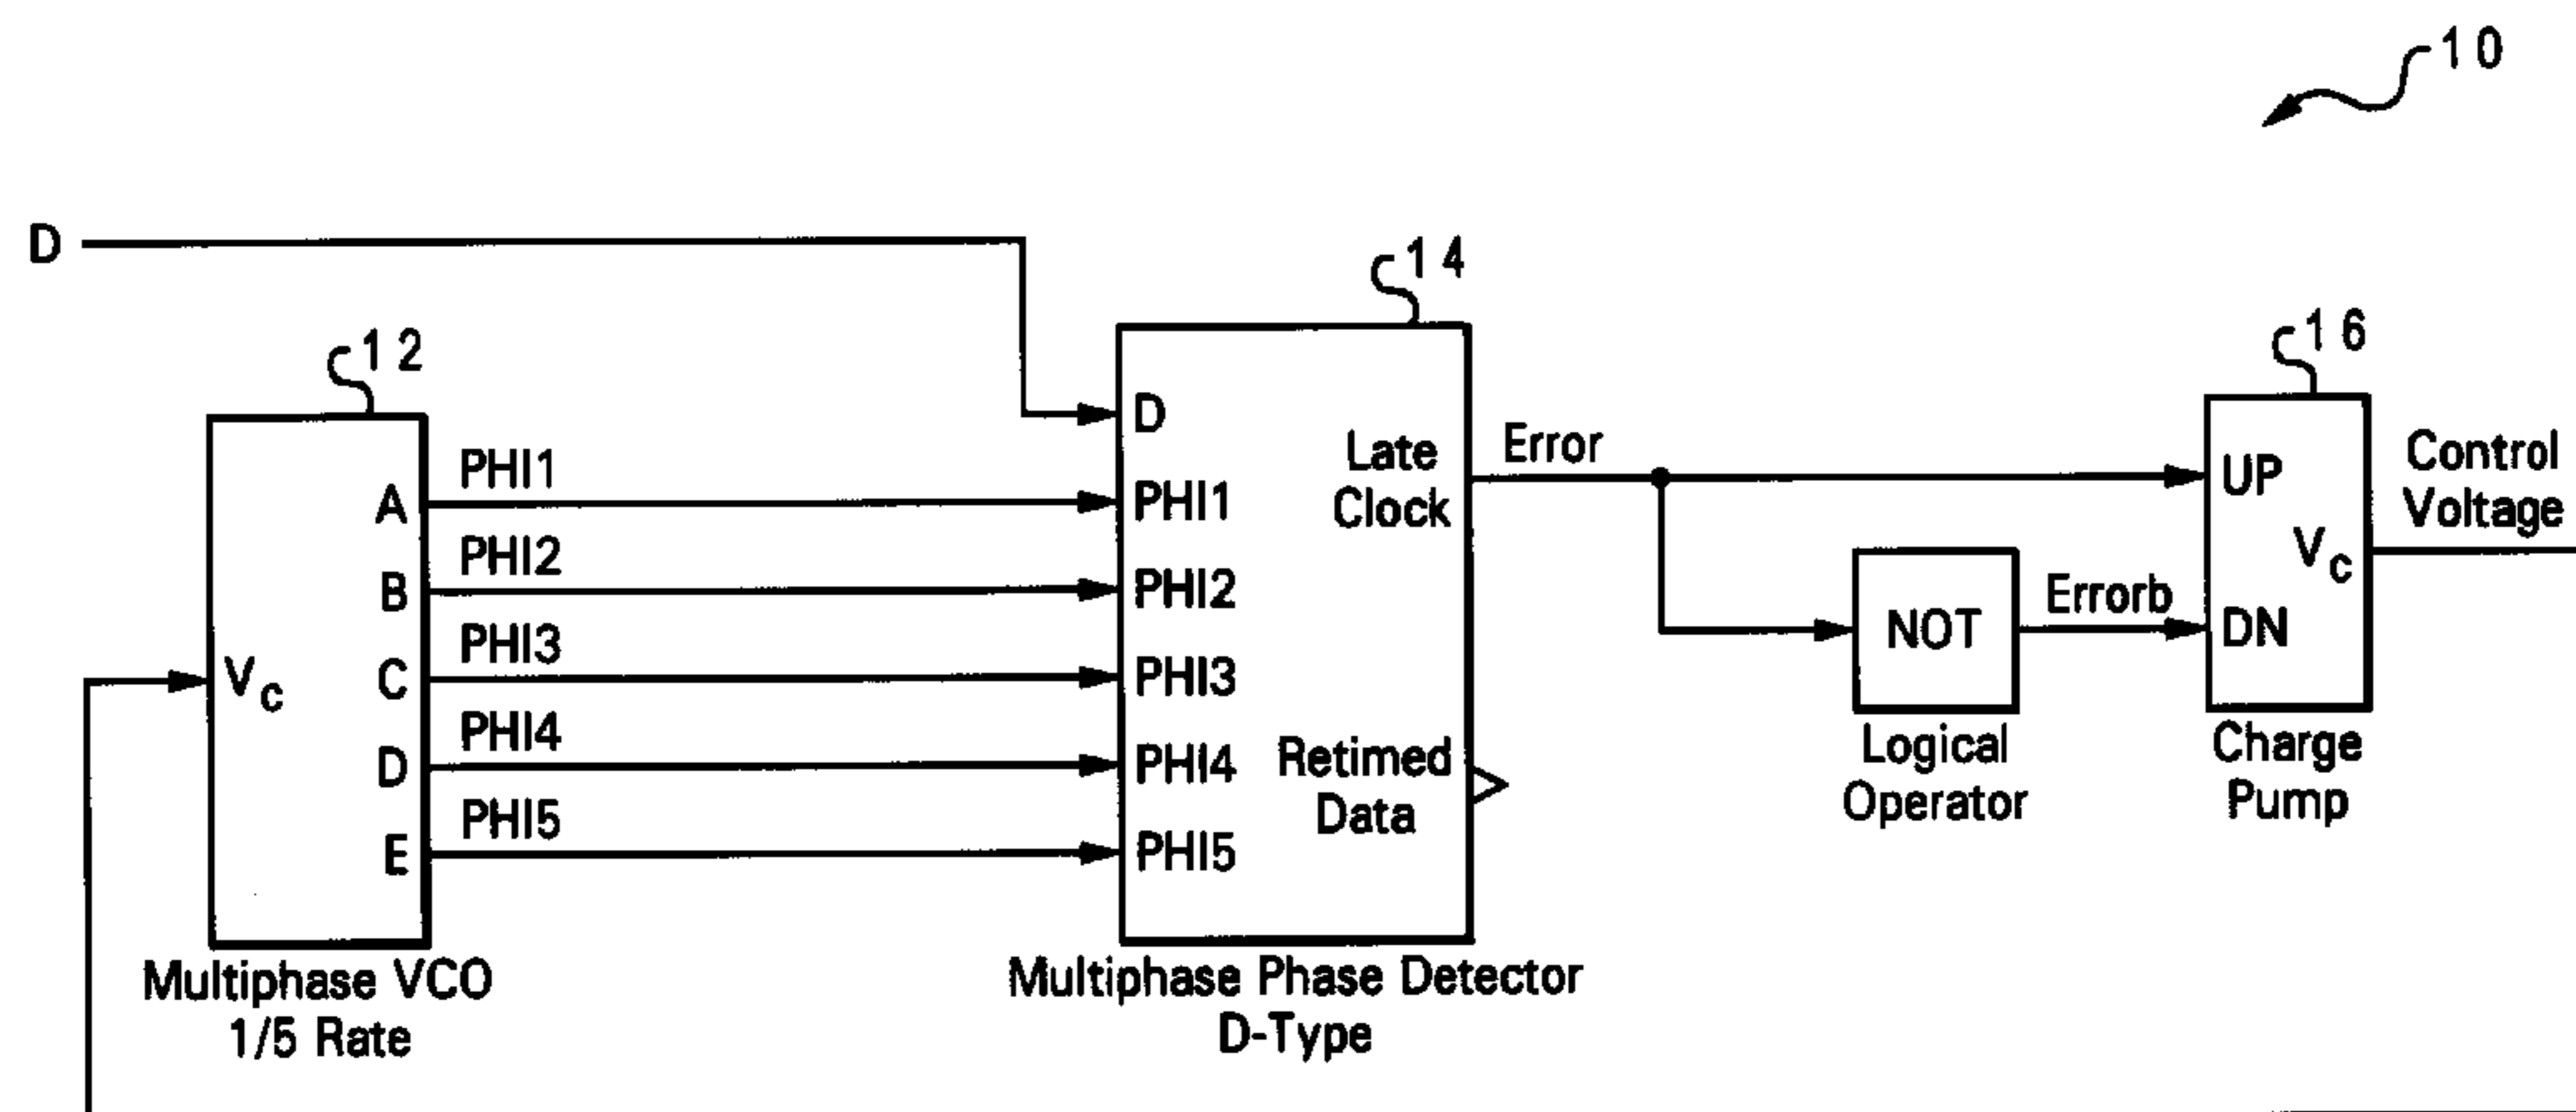 10
D
14
12
16
D
Late
Clock
Error
UP
Control
Voltage
A
PHI1
PHI1
B
PHI2
PHI2
Vc
C
PHI3
PHI3
D
PHI4
PHI4
E
PHI5
PHI5
Retimed
Data
NOT
Errorb
DN
Vc
Logical
Operator
Charge
Pump
Multiphase VCO
1/5 Rate
Multiphase Phase Detector
D-Type